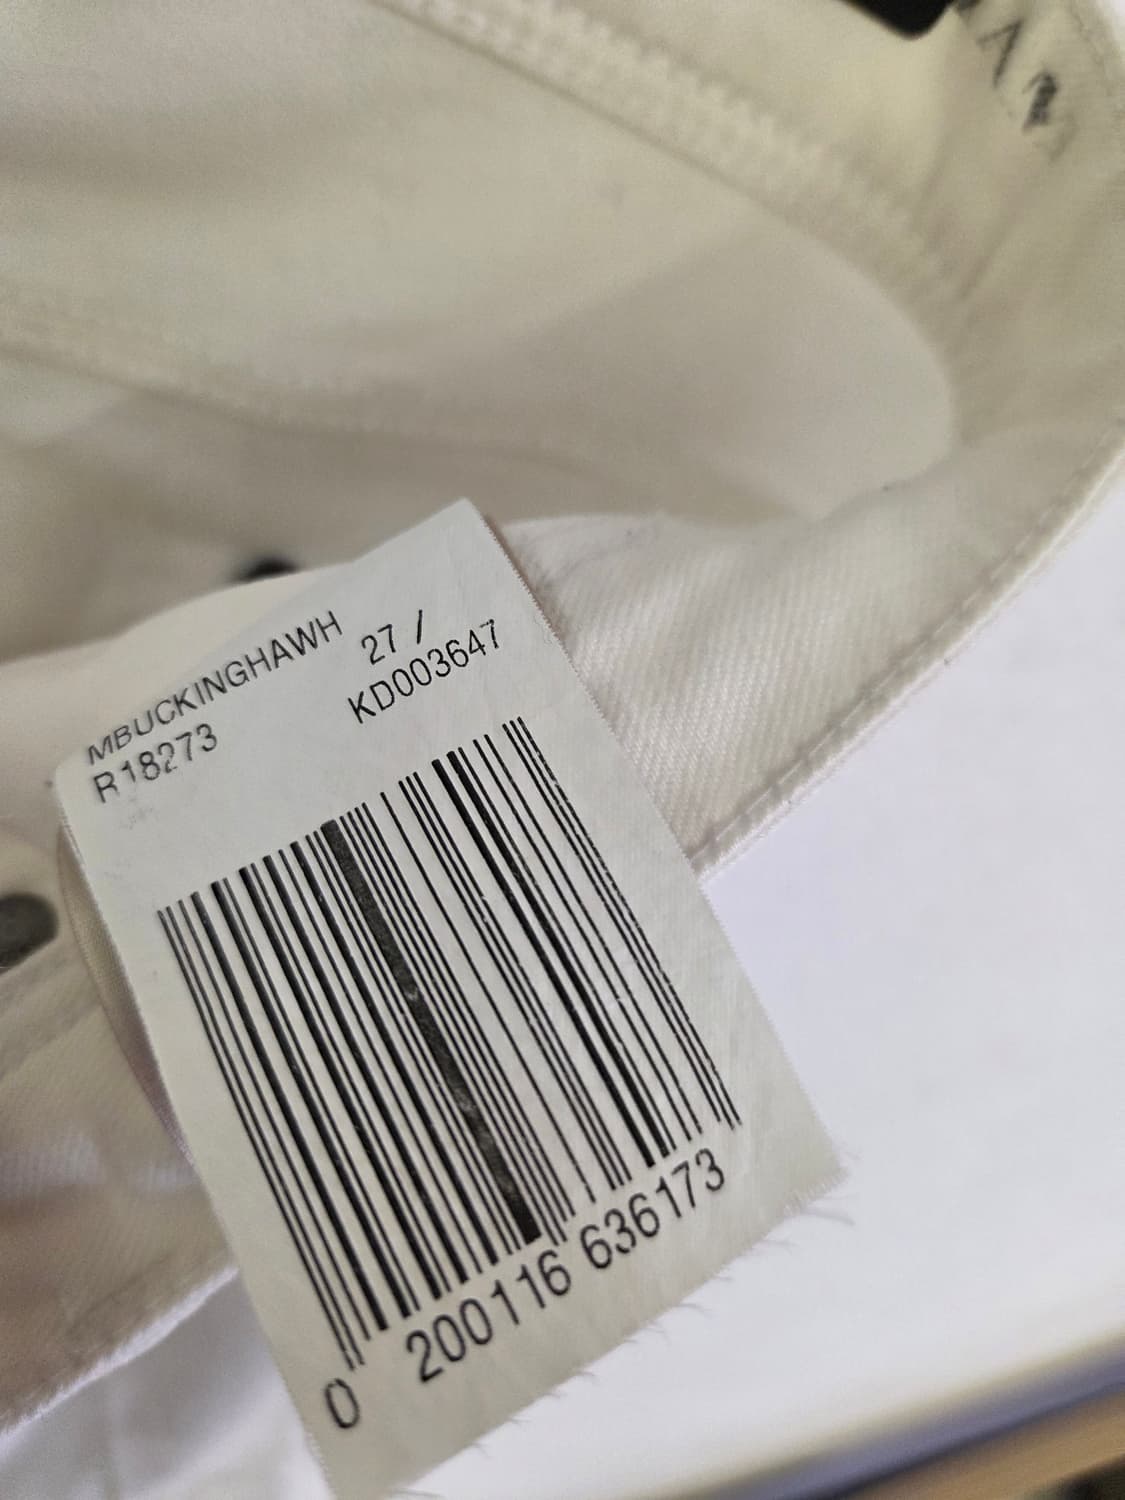 MBUCKINGHAWH
R18273
27 /
KD003647
0 200116 636173